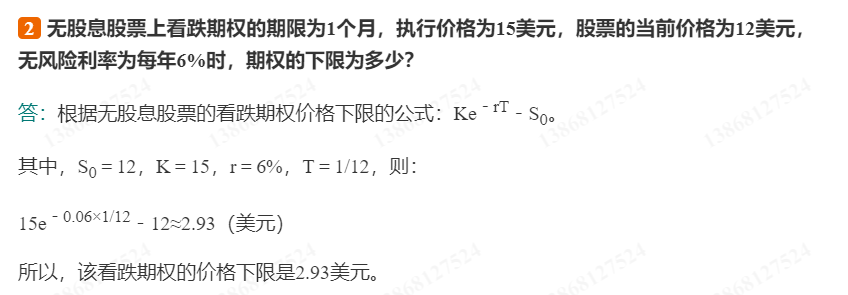 2 无股息股票上看跌期权的期限为1个月，执行价格为15美元，股票的当前价格为12美元，
无风险利率为每年6%时，期权的下限为多少？
答：根据无股息股票的看跌期权价格下限的公式：Ke﹣rT﹣S0。
其中，S0＝12，K＝15，r＝6%，T＝1/12，则：
15e﹣0.06×1/12﹣12≈2.93（美元）
所以，该看跌期权的价格下限是2.93美元。
13868127524